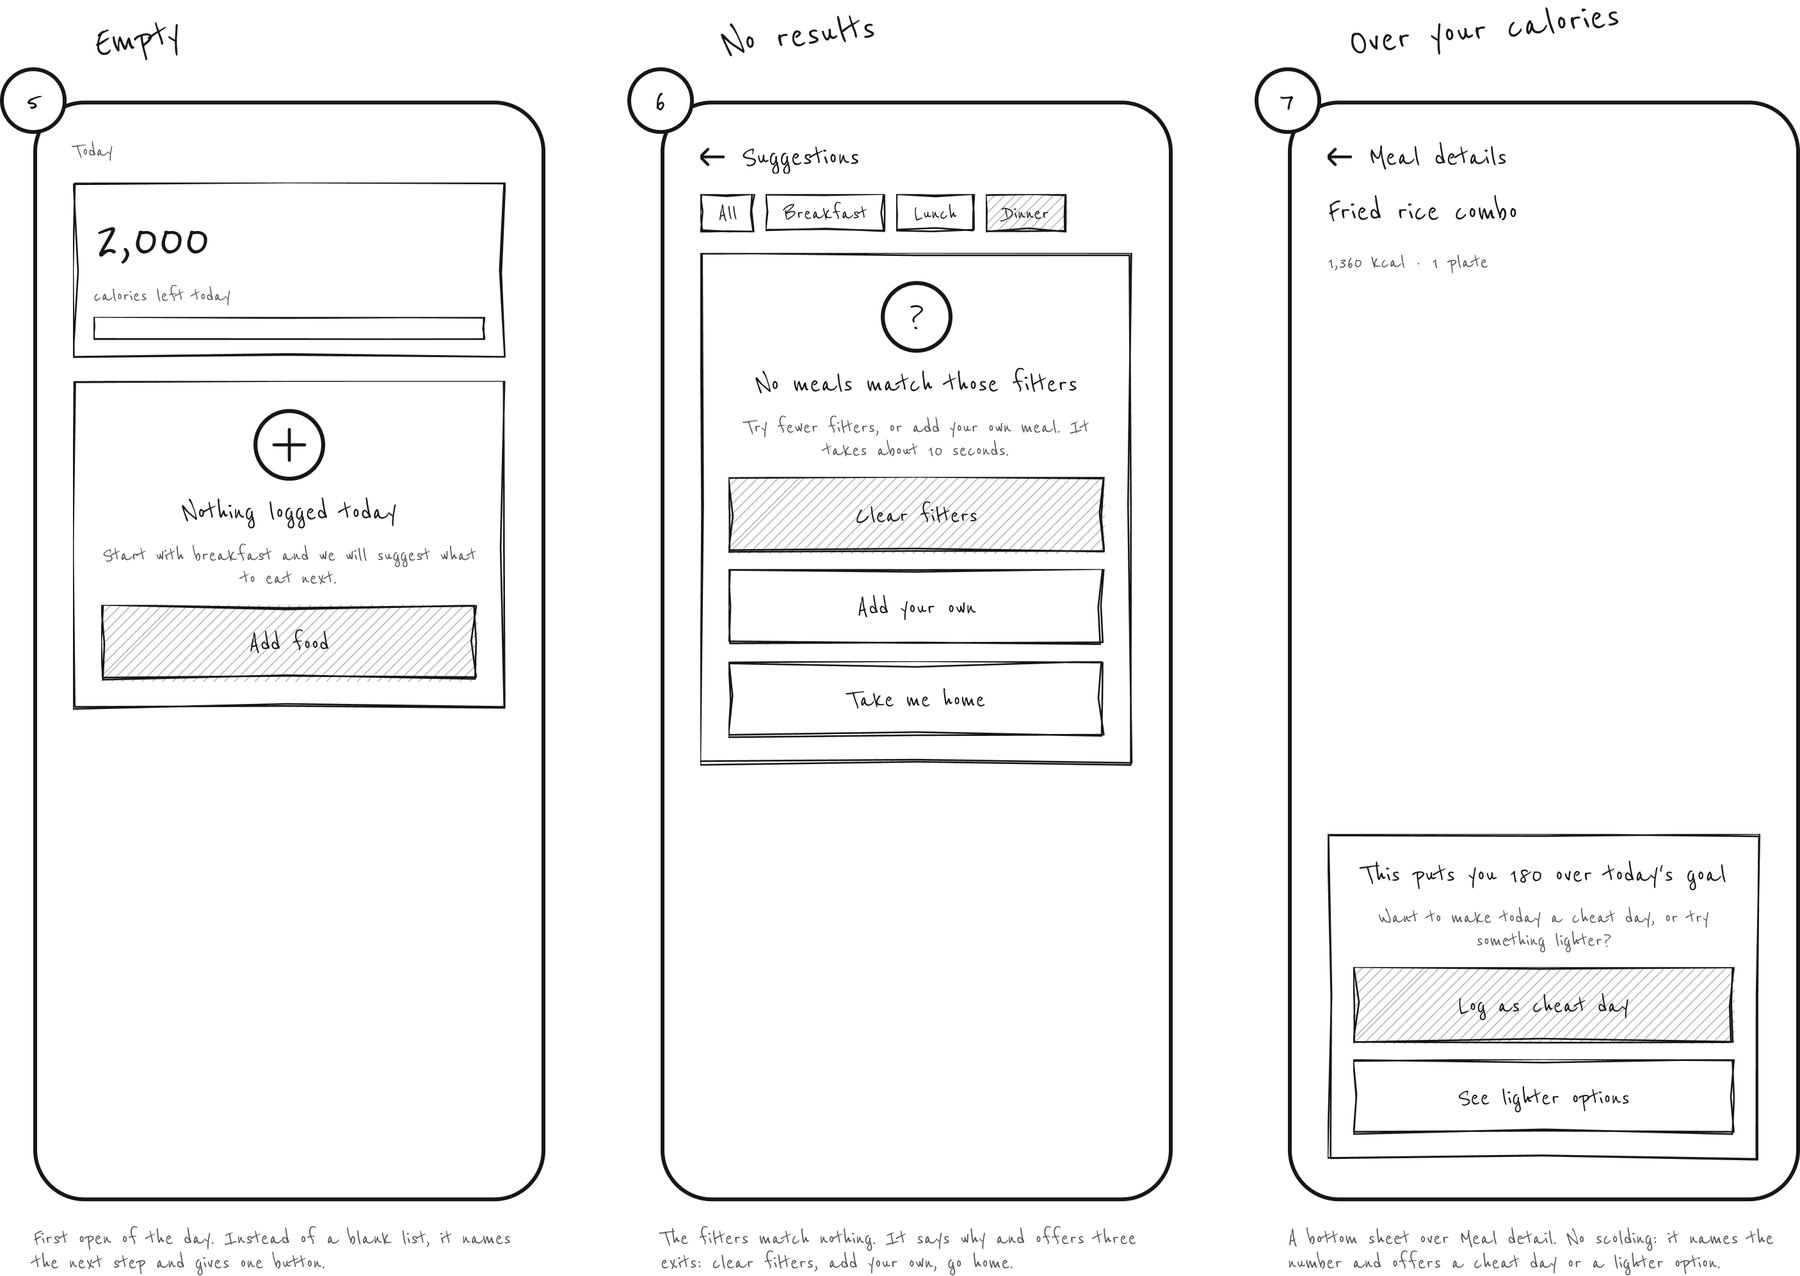 Empty
5
Today
2,000
calories left today
Nothing logged today
Start with breakfast and we will suggest what
to eat next.
Add food
First open of the day. Instead of a blank list, it names
the next step and gives one button.
No results
6
← Suggestions
All Breakfast Lunch Dinner
?
No meals match those filters
Try fewer filters, or add your own meal. It
takes about 10 seconds.
Clear filters
Add your own
Take me home
The filters match nothing. It says why and offers three
exits: clear filters, add your own, go home.
Over your calories
7
← Meal details
Fried rice combo
1,360 kcal · 1 plate
This puts you 180 over today's goal
Want to make today a cheat day, or try
something lighter?
Log as cheat day
See lighter options
A bottom sheet over Meal detail. No scolding: it names the
number and offers a cheat day or a lighter option.